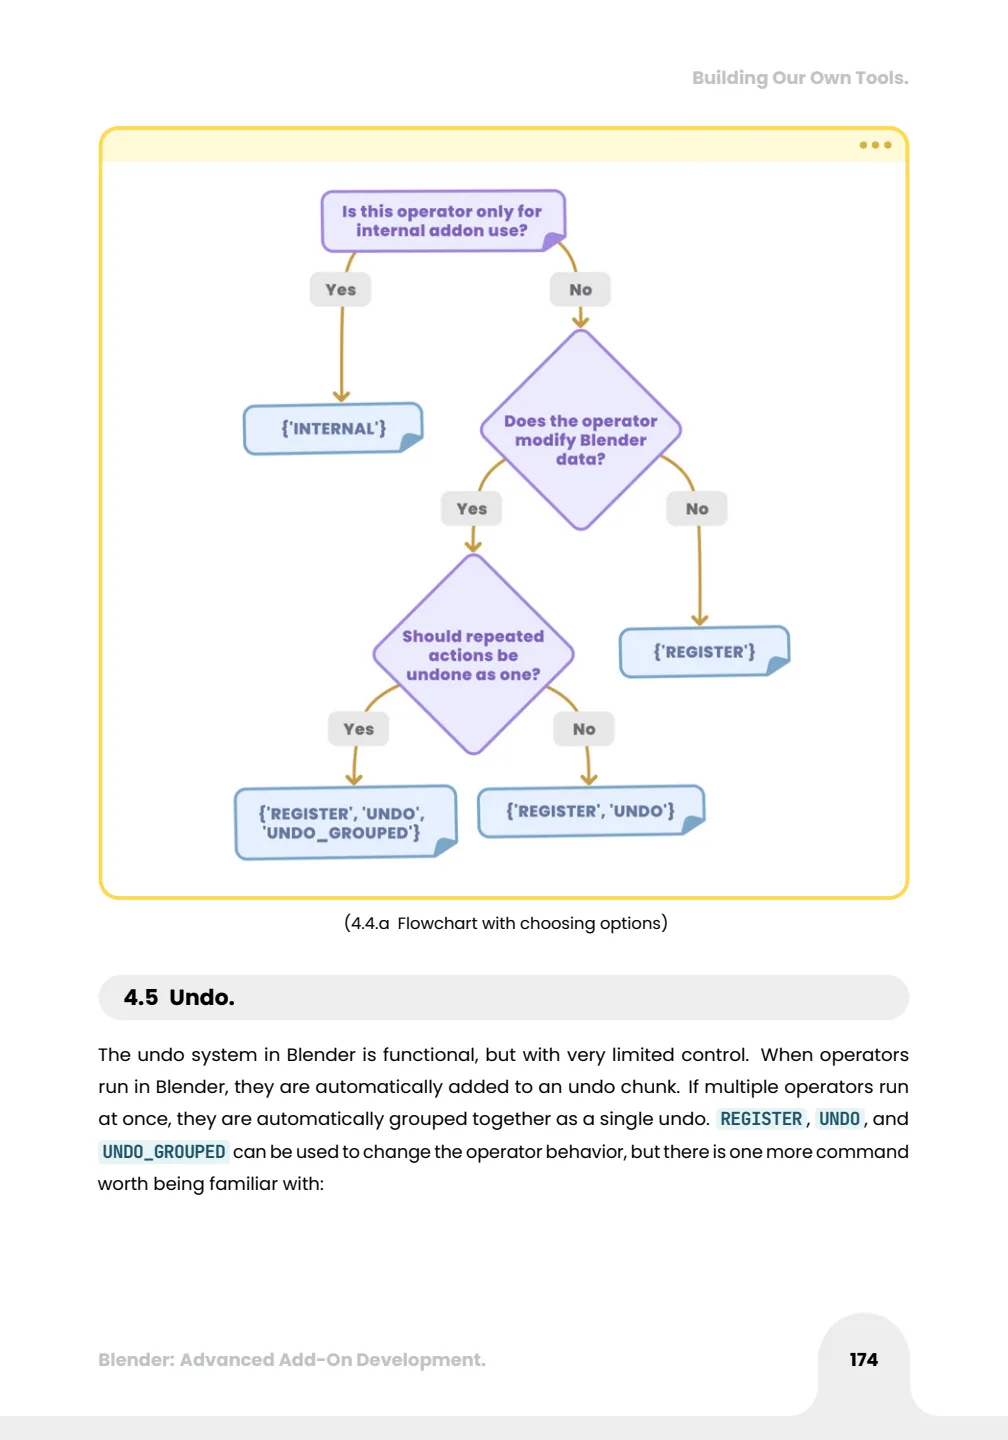 Building Our Own Tools.
Is this operator only for
internal addon use?
Yes
No
{'INTERNAL'}
Does the operator
modify Blender
data?
Yes
No
Should repeated
actions be
undone as one?
{'REGISTER'}
Yes
No
{'REGISTER', 'UNDO',
'UNDO_GROUPED'}
{'REGISTER', 'UNDO'}
(4.4.a Flowchart with choosing options)
4.5 Undo.
The undo system in Blender is functional, but with very limited control. When operators
run in Blender, they are automatically added to an undo chunk. If multiple operators run
at once, they are automatically grouped together as a single undo. REGISTER, UNDO, and
UNDO_GROUPED can be used to change the operator behavior, but there is one more command
worth being familiar with:
Blender: Advanced Add-On Development.
174